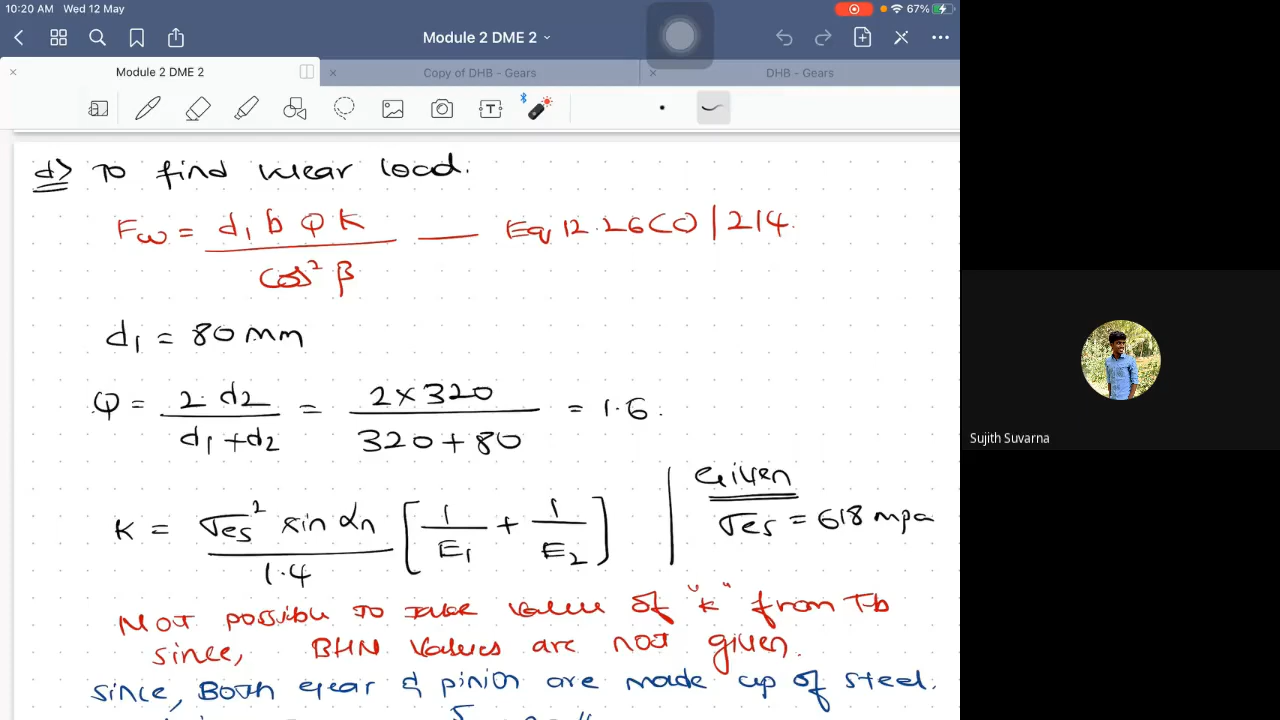 10:20 AM Wed 12 May
67%
Module 2 DME 2
Module 2 DME 2
Copy of DHB - Gears
DHB - Gears
d> To find wear load.
Fω = d1 b Q K / cos² β —— Eq 12.26(a) / 214.
d1 = 80 mm
Q = 2 d2 / d1 + d2 = 2 × 320 / 320 + 80 = 1.6.
Given
K = σes² sin αn / 1.4 [ 1/E1 + 1/E2 ]
σes = 618 mpa
Not possible to take value of "k" from Tb
since, BHN values are not given.
since, Both gear & pinion are made up of steel.
Sujith Suvarna